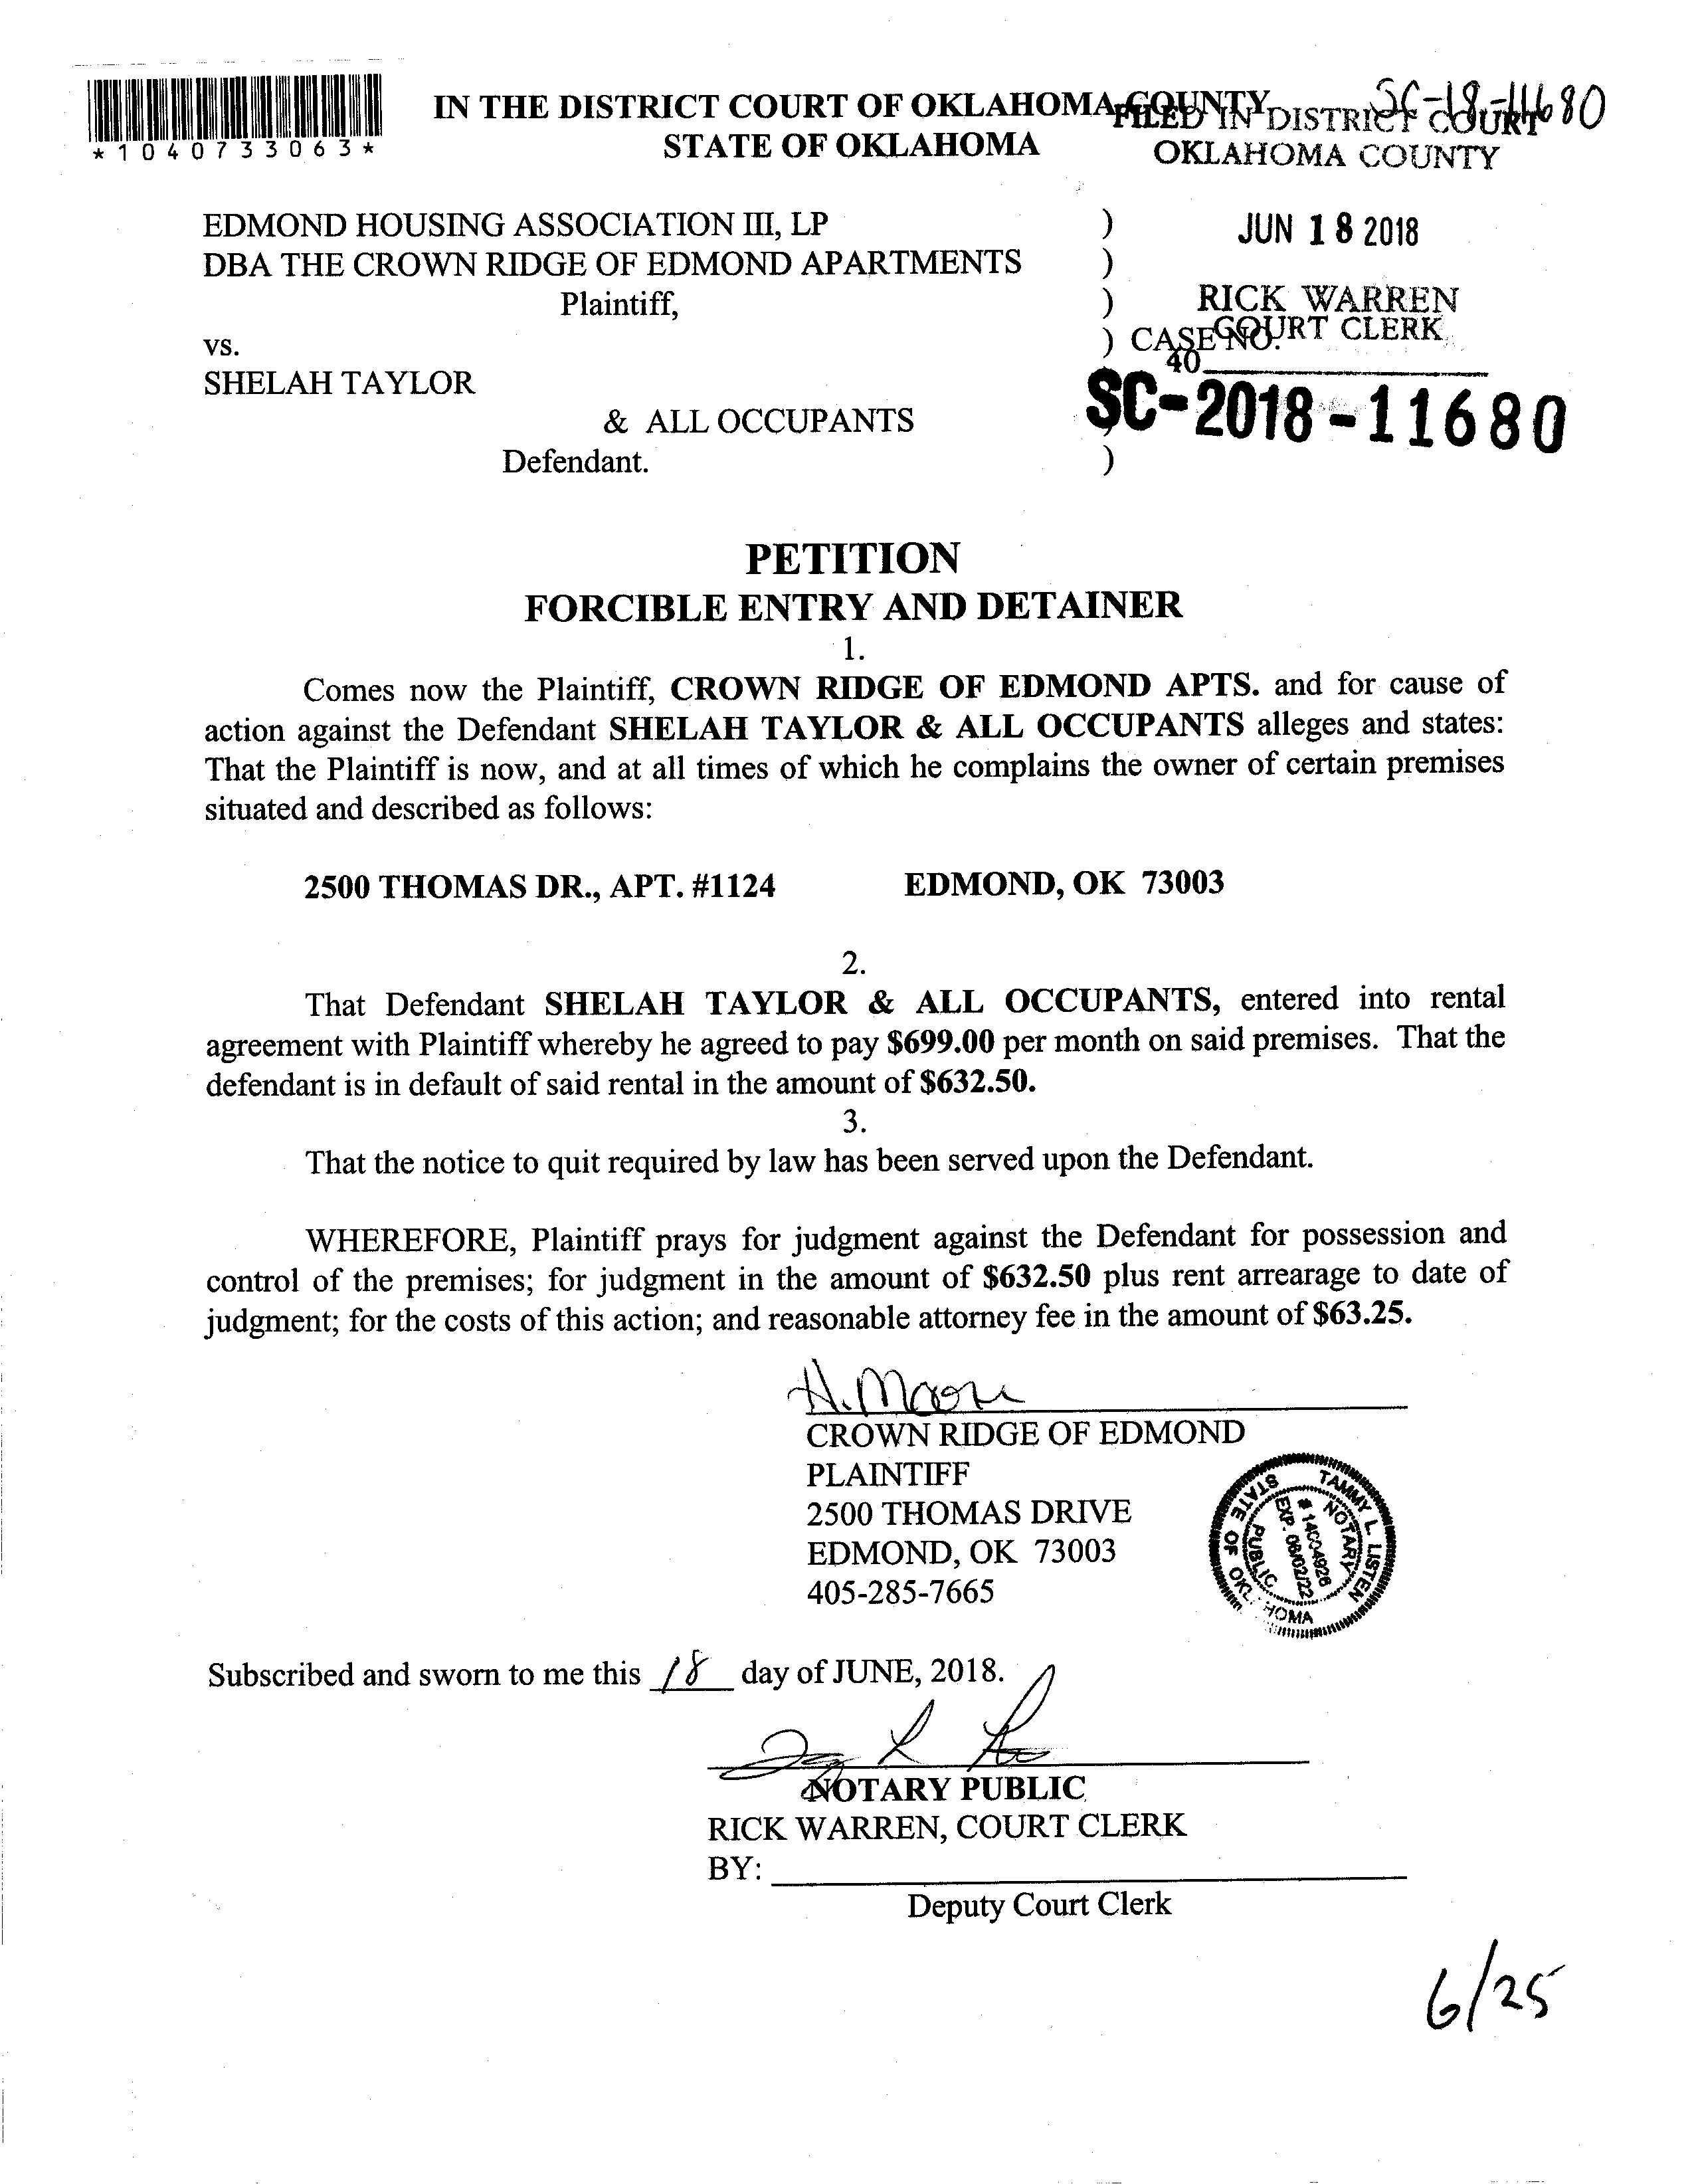 *1040733063*
IN THE DISTRICT COURT OF OKLAHOMA COUNTY
STATE OF OKLAHOMA
SC-18-11680
FILED IN DISTRICT COURT
OKLAHOMA COUNTY
JUN 18 2018
RICK WARREN
COURT CLERK
40
EDMOND HOUSING ASSOCIATION III, LP )
DBA THE CROWN RIDGE OF EDMOND APARTMENTS )
Plaintiff, )
vs. ) CASE NO.
SHELAH TAYLOR
SC-2018-11680
& ALL OCCUPANTS )
Defendant. )
PETITION
FORCIBLE ENTRY AND DETAINER
1.
Comes now the Plaintiff, CROWN RIDGE OF EDMOND APTS. and for cause of
action against the Defendant SHELAH TAYLOR & ALL OCCUPANTS alleges and states:
That the Plaintiff is now, and at all times of which he complains the owner of certain premises
situated and described as follows:
2500 THOMAS DR., APT. #1124 EDMOND, OK 73003
2.
That Defendant SHELAH TAYLOR & ALL OCCUPANTS, entered into rental
agreement with Plaintiff whereby he agreed to pay $699.00 per month on said premises. That the
defendant is in default of said rental in the amount of $632.50.
3.
That the notice to quit required by law has been served upon the Defendant.
WHEREFORE, Plaintiff prays for judgment against the Defendant for possession and
control of the premises; for judgment in the amount of $632.50 plus rent arrearage to date of
judgment; for the costs of this action; and reasonable attorney fee in the amount of $63.25.
H. Moore
CROWN RIDGE OF EDMOND
PLAINTIFF
2500 THOMAS DRIVE
EDMOND, OK 73003
405-285-7665
TAMMY L. LISTEN
NOTARY
# 14004926
EXP. 06/02/22
PUBLIC
STATE OF OKLAHOMA
Subscribed and sworn to me this 18 day of JUNE, 2018.
NOTARY PUBLIC
RICK WARREN, COURT CLERK
BY:
Deputy Court Clerk
6/25